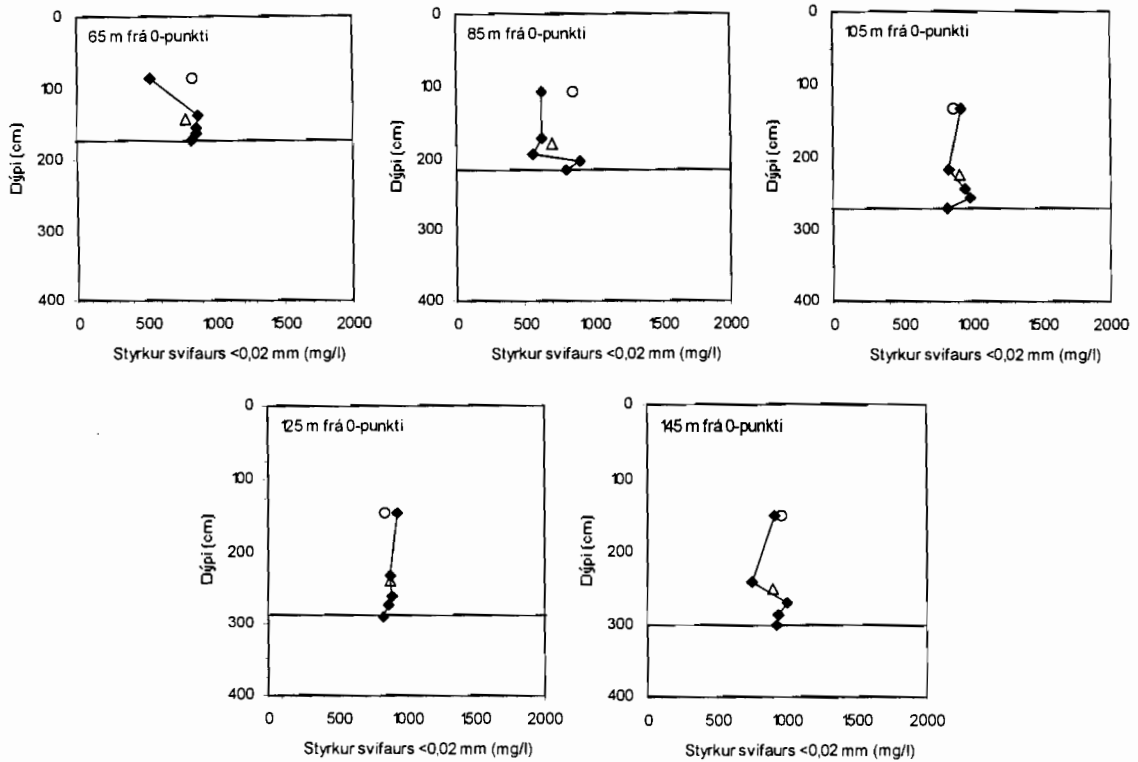 65 m frá 0-punkti
0
100
200
300
400
Dýpi (cm)
0 500 1000 1500 2000
Styrkur svifaurs <0,02 mm (mg/l)
85 m frá 0-punkti
0
100
200
300
400
Dýpi (cm)
0 500 1000 1500 2000
Styrkur svifaurs <0,02 mm (mg/l)
105 m frá 0-punkti
0
100
200
300
400
Dýpi (cm)
0 500 1000 1500 2000
Styrkur svifaurs <0,02 mm (mg/l)
125 m frá 0-punkti
0
100
200
300
400
Dýpi (cm)
0 500 1000 1500 2000
Styrkur svifaurs <0,02 mm (mg/l)
145 m frá 0-punkti
0
100
200
300
400
Dýpi (cm)
0 500 1000 1500 2000
Styrkur svifaurs <0,02 mm (mg/l)